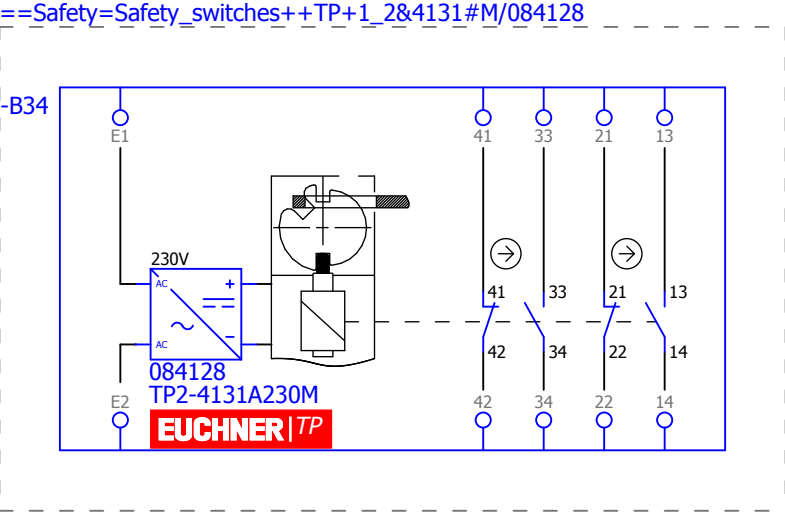 ==Safety=Safety_switches++TP+1_2&4131#M/084128
-B34
E1 41 33 21 13
230V
AC + 41 33 21 13
AC - 42 34 22 14
084128
TP2-4131A230M
E2 42 34 22 14
EUCHNER|TP